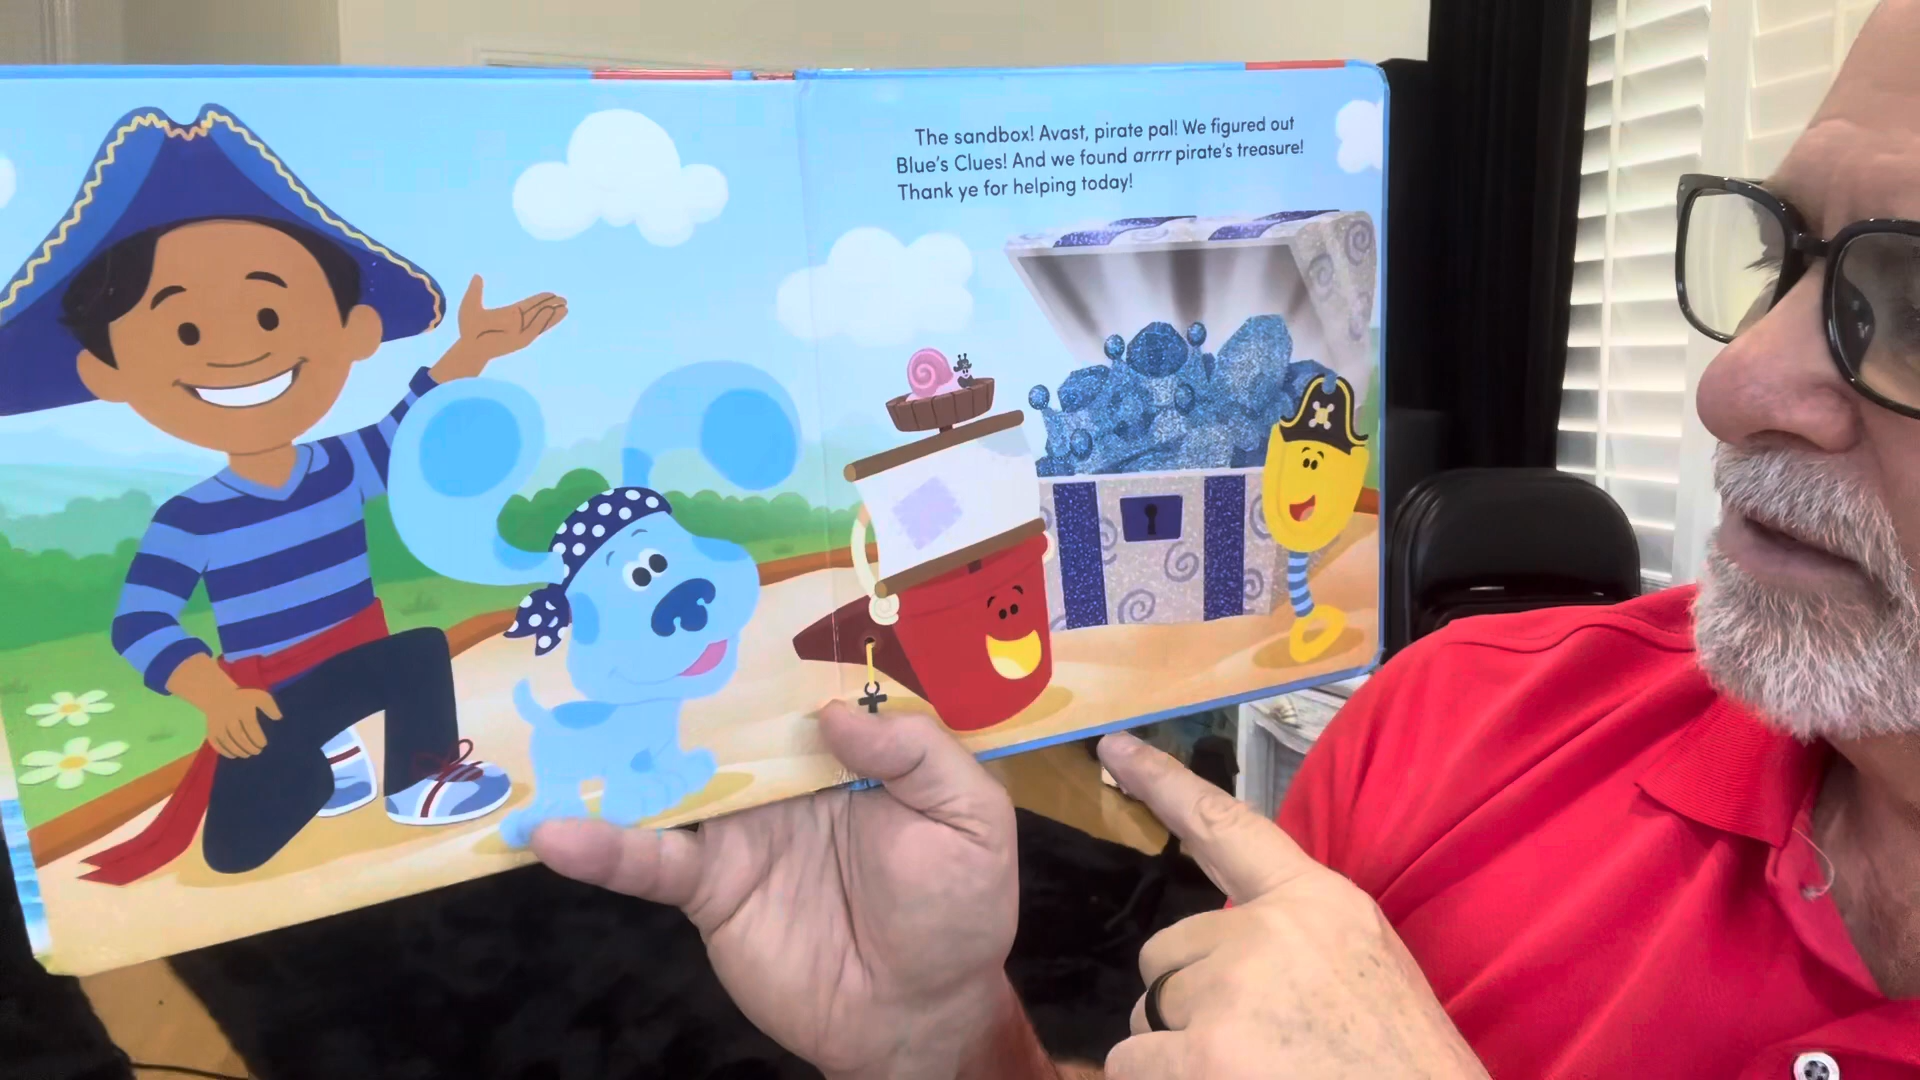 The sandbox! Avast, pirate pal! We figured out
Blue's Clues! And we found arrrr pirate's treasure!
Thank ye for helping today!